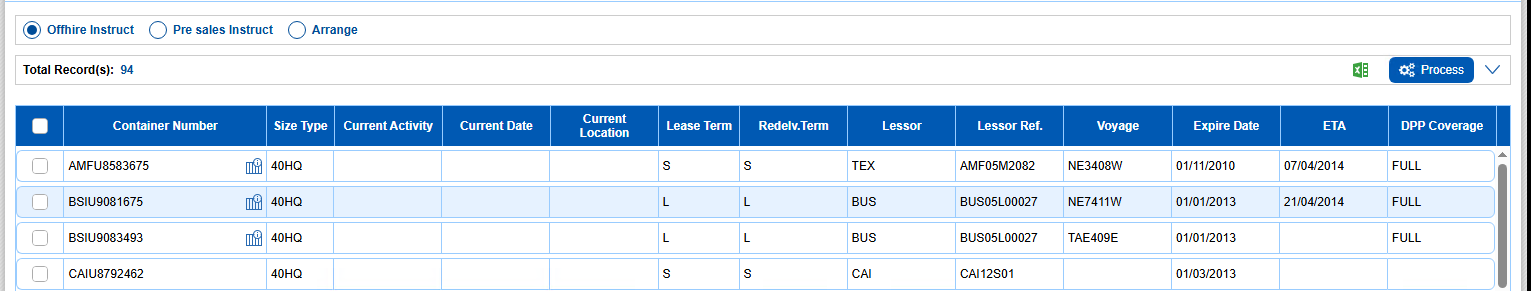 Offhire Instruct Pre sales Instruct Arrange
Total Record(s): 94 Process
Container Number Size Type Current Activity Current Date Current Location Lease Term Redelv.Term Lessor Lessor Ref. Voyage Expire Date ETA DPP Coverage
AMFU8583675 40HQ S S TEX AMF05M2082 NE3408W 01/11/2010 07/04/2014 FULL
BSIU9081675 40HQ L L BUS BUS05L00027 NE7411W 01/01/2013 21/04/2014 FULL
BSIU9083493 40HQ L L BUS BUS05L00027 TAE409E 01/01/2013 FULL
CAIU8792462 40HQ S S CAI CAI12S01 01/03/2013